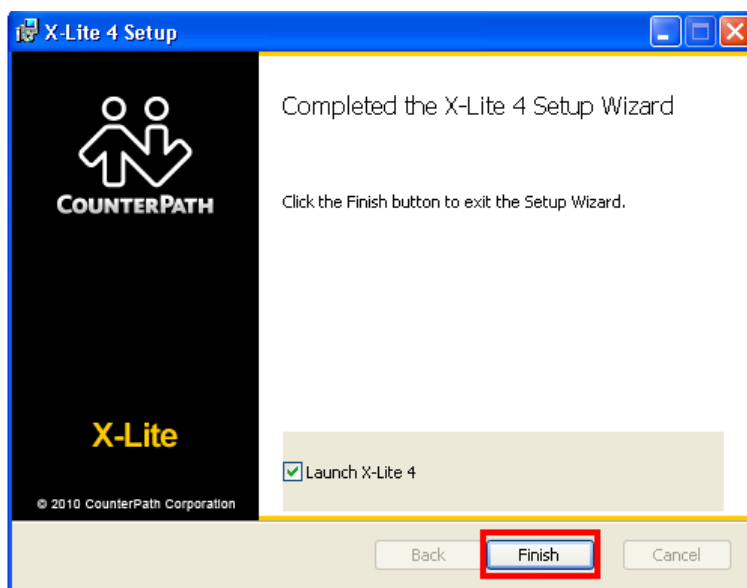 X-Lite 4 Setup
COUNTERPATH
Completed the X-Lite 4 Setup Wizard
Click the Finish button to exit the Setup Wizard.
X-Lite
Launch X-Lite 4
© 2010 CounterPath Corporation
Back
Finish
Cancel